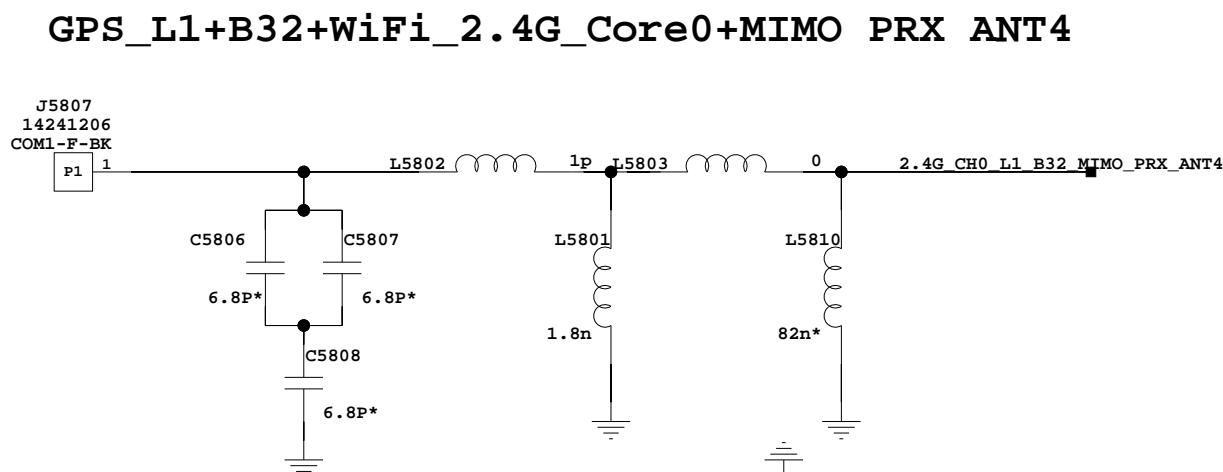 GPS_L1+B32+WiFi_2.4G_Core0+MIMO PRX ANT4
J5807
14241206
COM1-F-BK
P1 1
L5802 1p L5803 0 2.4G_CH0_L1_B32_MIMO_PRX_ANT4
C5806 C5807 L5801 L5810
6.8P* 6.8P*
1.8n 82n*
C5808
6.8P*